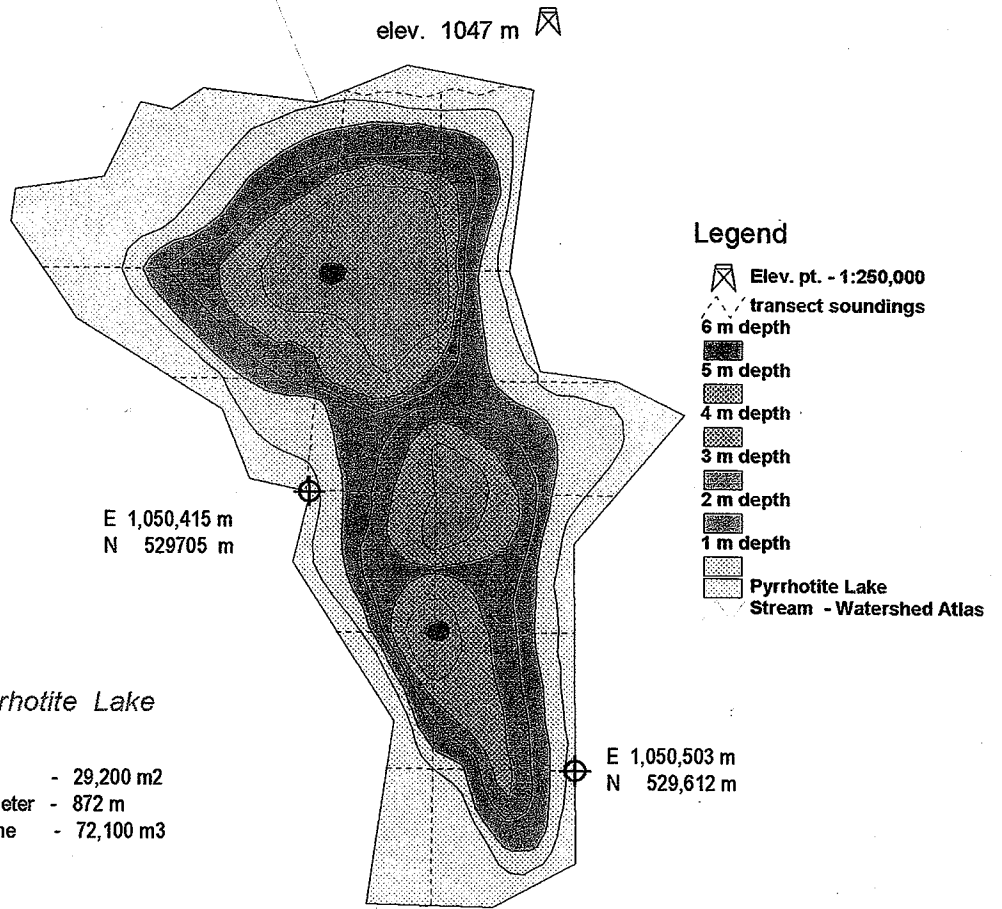 elev. 1047 m
Legend
Elev. pt. - 1:250,000
transect soundings
6 m depth
5 m depth
4 m depth
3 m depth
2 m depth
1 m depth
Pyrrhotite Lake
Stream - Watershed Atlas
E 1,050,415 m
N 529705 m
rhotite Lake
- 29,200 m2
eter - 872 m
ne - 72,100 m3
E 1,050,503 m
N 529,612 m